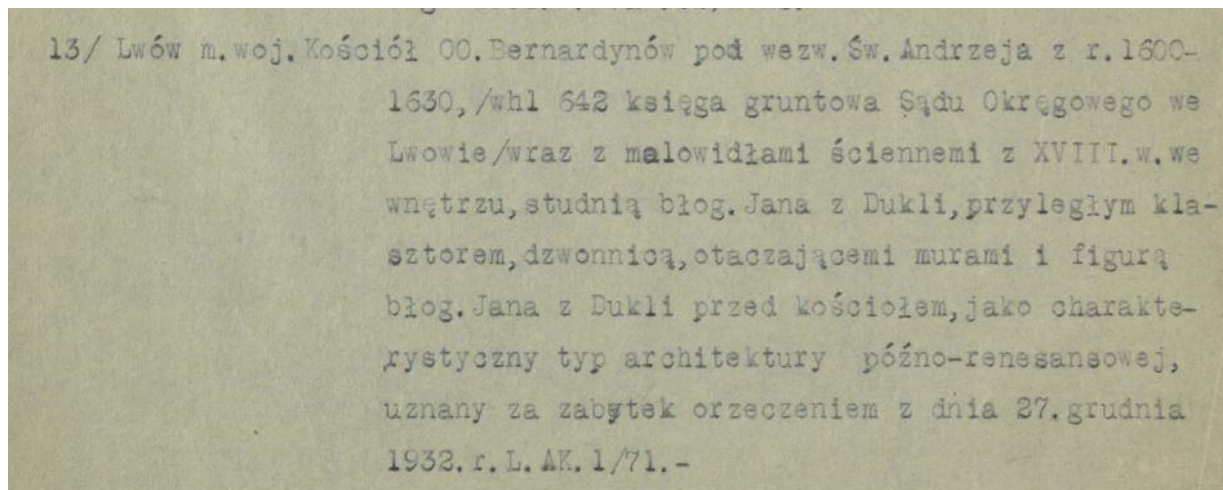 13/ Lwów m.woj.Kościół OO.Bernardynów pod wezw.Św.Andrzeja z r.1600-
1630,/whl 642 księga gruntowa Sądu Okręgowego we
Lwowie/wraz z malowidłami ściennemi z XVIII.w.we
wnętrzu,studnią błog.Jana z Dukli,przyległym kla-
sztorem,dzwonnicą,otaczającemi murami i figurą
błog.Jana z Dukli przed kościołem,jako charakte-
rystyczny typ architektury późno-renesansowej,
uznany za zabytek orzeczeniem z dnia 27.grudnia
1932.r.L.AK.1/71.-